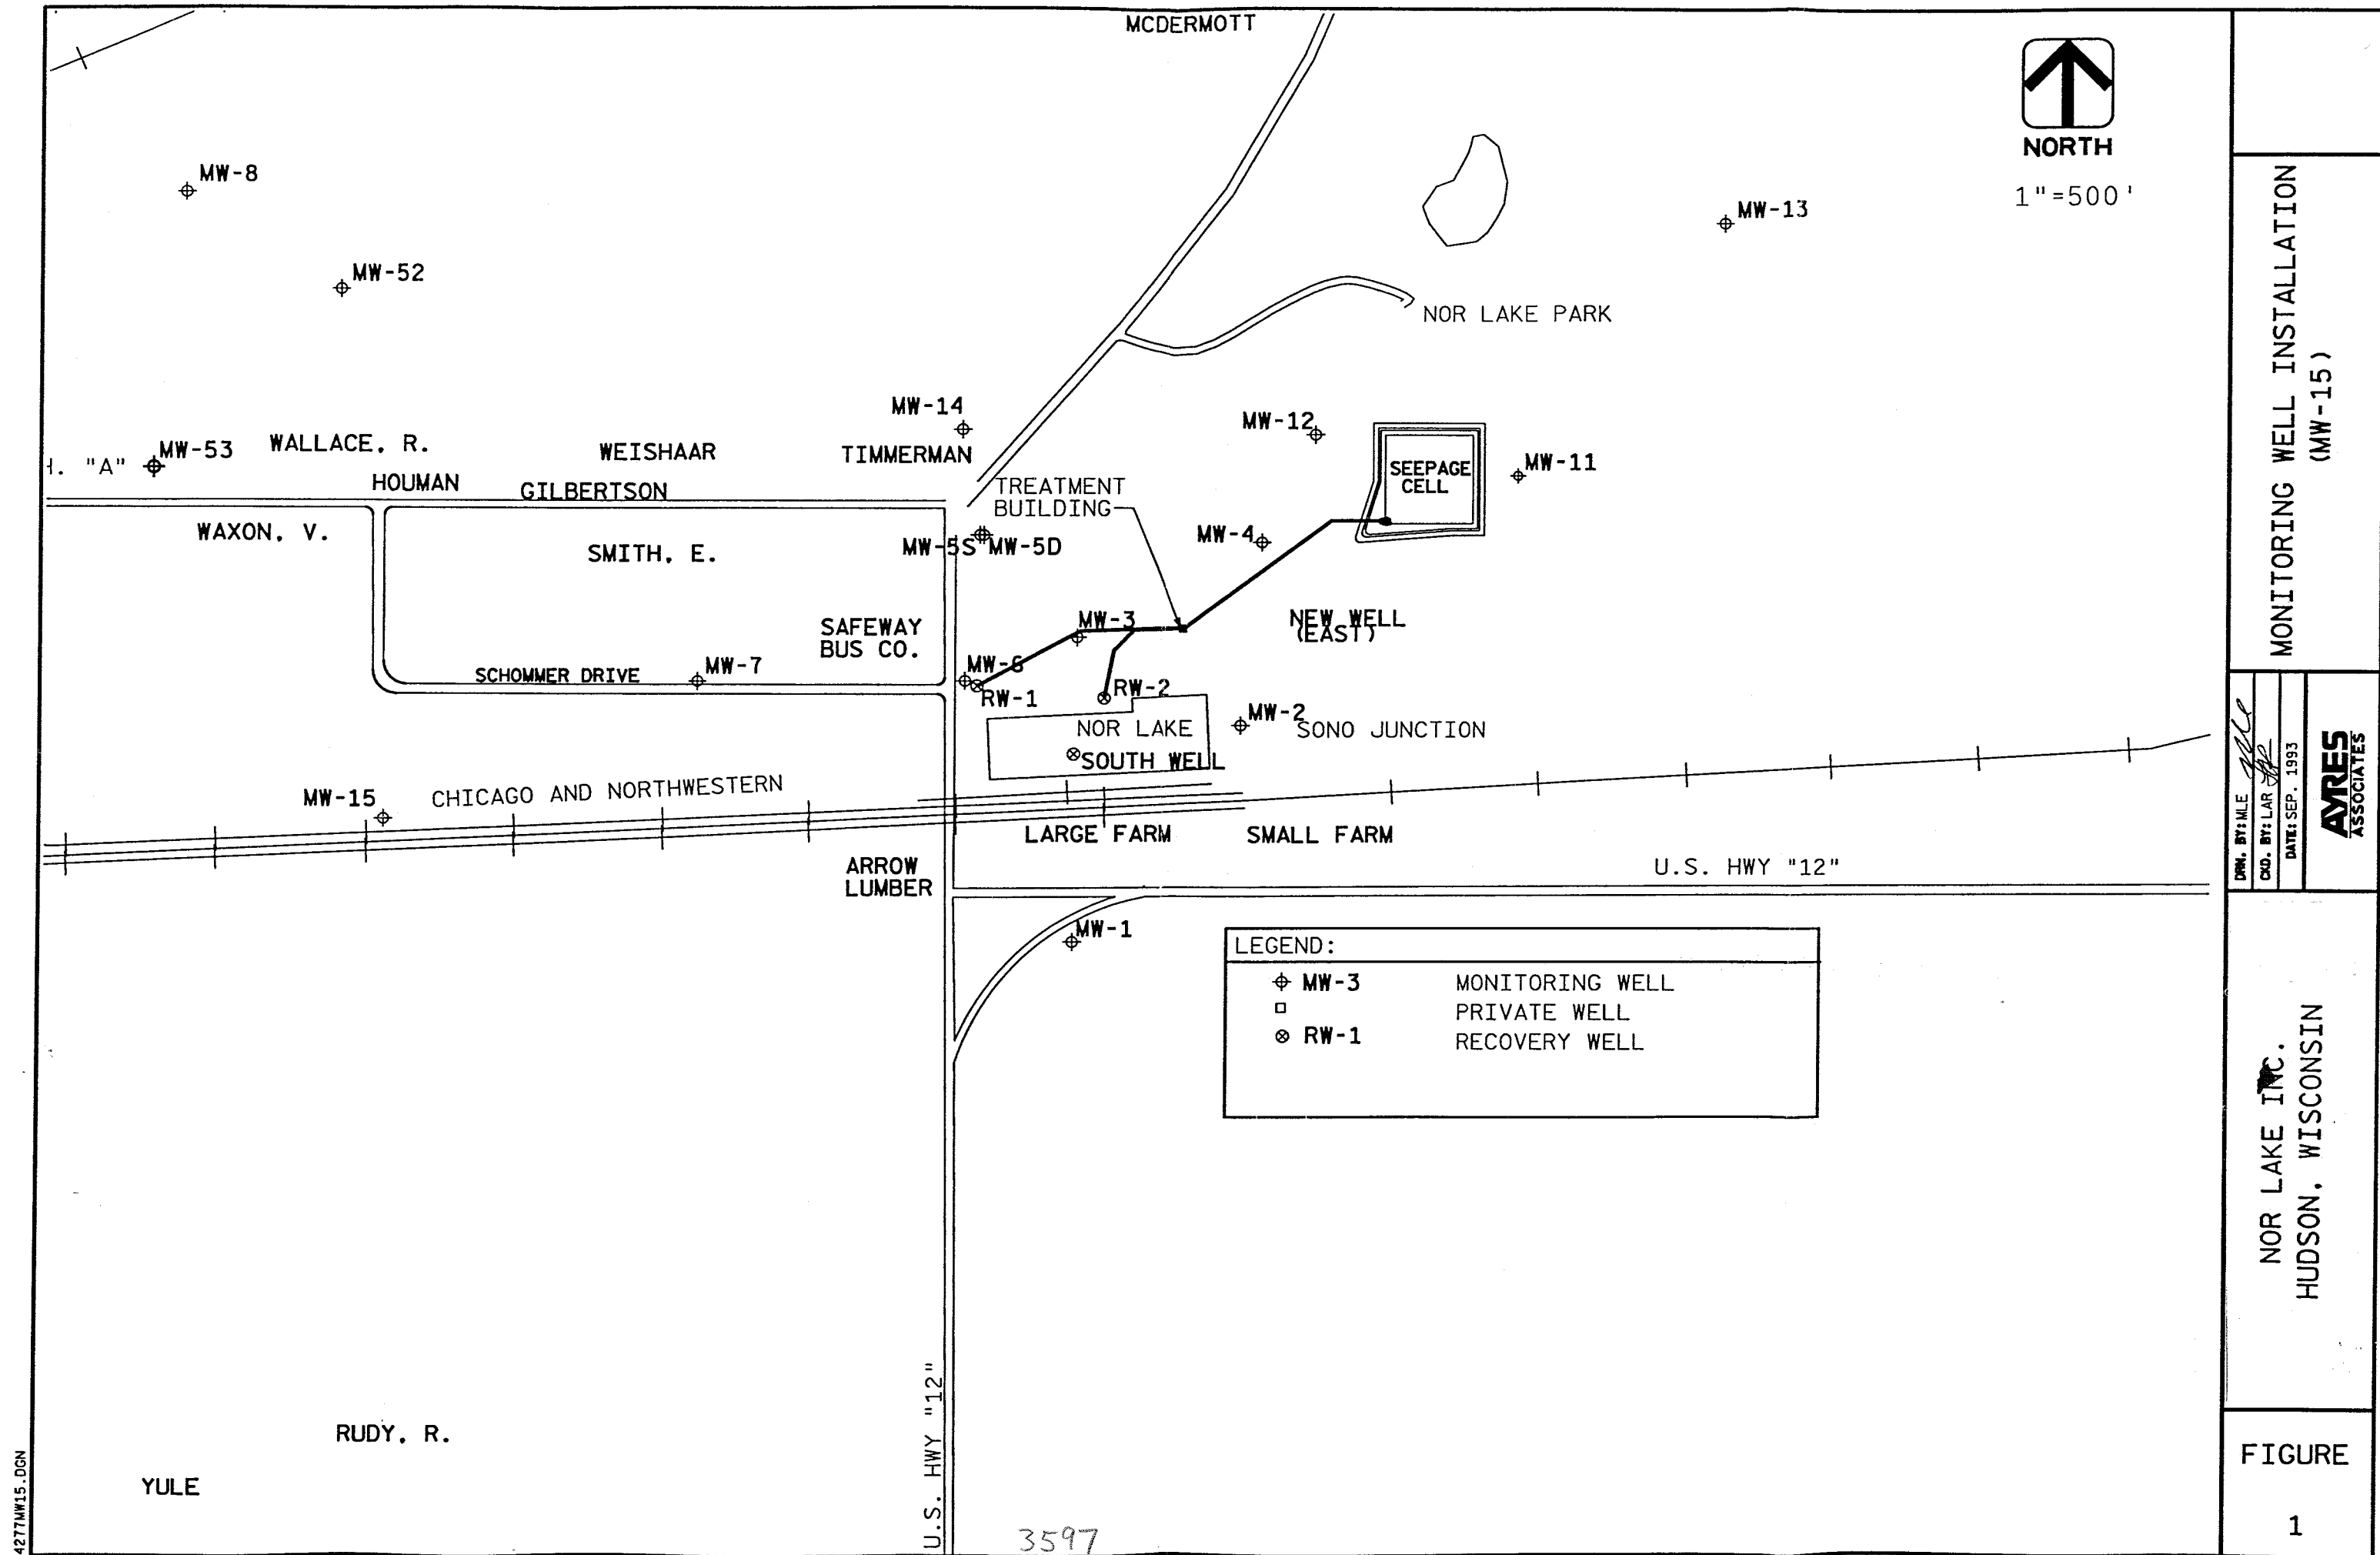 MCDERMOTT
NORTH
1"=500'
MW-8
MW-13
MW-52
NOR LAKE PARK
MW-14
MW-12
WALLACE, R.
WEISHAAR
TIMMERMAN
"A"
MW-53
MW-11
SEEPAGE
CELL
HOUMAN
GILBERTSON
TREATMENT
BUILDING
WAXON, V.
SMITH, E.
MW-5S
MW-5D
MW-4
SAFEWAY
BUS CO.
MW-3
NEW WELL
(EAST)
SCHOMMER DRIVE
MW-7
MW-6
RW-1
RW-2
MW-2
NOR LAKE
SONO JUNCTION
SOUTH WELL
MW-15
CHICAGO AND NORTHWESTERN
LARGE FARM
SMALL FARM
ARROW
LUMBER
U.S. HWY "12"
MW-1
LEGEND:
MW-3 MONITORING WELL
PRIVATE WELL
RW-1 RECOVERY WELL
U.S. HWY "12"
RUDY, R.
YULE
3597
4277MW15.DGN
MONITORING WELL INSTALLATION
(MW-15)
DRN. BY: MLE
CKD. BY: LAR
DATE: SEP. 1993
AYRES
ASSOCIATES
NOR LAKE INC.
HUDSON, WISCONSIN
FIGURE
1